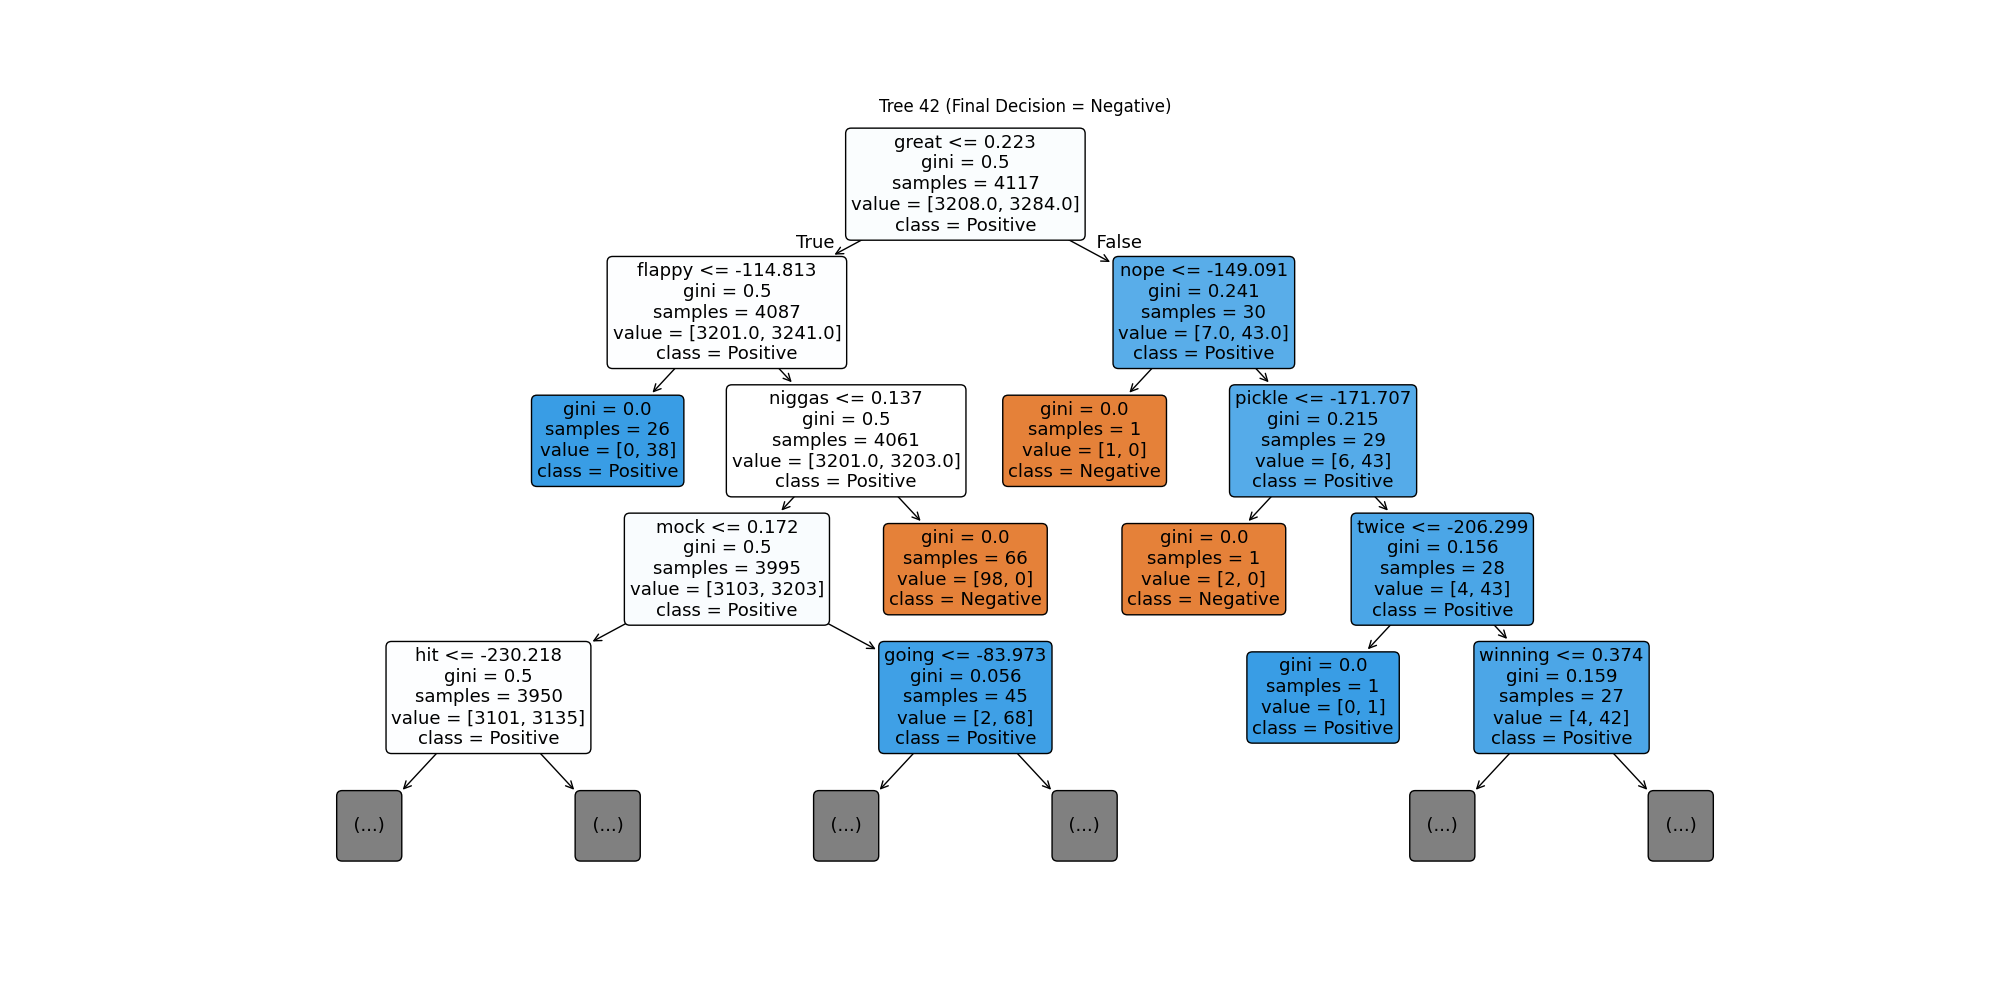 Tree 42 (Final Decision = Negative)
great <= 0.223
gini = 0.5
samples = 4117
value = [3208.0, 3284.0]
class = Positive
True
False
flappy <= -114.813
gini = 0.5
samples = 4087
value = [3201.0, 3241.0]
class = Positive
nope <= -149.091
gini = 0.241
samples = 30
value = [7.0, 43.0]
class = Positive
gini = 0.0
samples = 26
value = [0, 38]
class = Positive
niggas <= 0.137
gini = 0.5
samples = 4061
value = [3201.0, 3203.0]
class = Positive
gini = 0.0
samples = 1
value = [1, 0]
class = Negative
pickle <= -171.707
gini = 0.215
samples = 29
value = [6, 43]
class = Positive
mock <= 0.172
gini = 0.5
samples = 3995
value = [3103, 3203]
class = Positive
gini = 0.0
samples = 66
value = [98, 0]
class = Negative
gini = 0.0
samples = 1
value = [2, 0]
class = Negative
twice <= -206.299
gini = 0.156
samples = 28
value = [4, 43]
class = Positive
hit <= -230.218
gini = 0.5
samples = 3950
value = [3101, 3135]
class = Positive
going <= -83.973
gini = 0.056
samples = 45
value = [2, 68]
class = Positive
gini = 0.0
samples = 1
value = [0, 1]
class = Positive
winning <= 0.374
gini = 0.159
samples = 27
value = [4, 42]
class = Positive
(...)
(...)
(...)
(...)
(...)
(...)